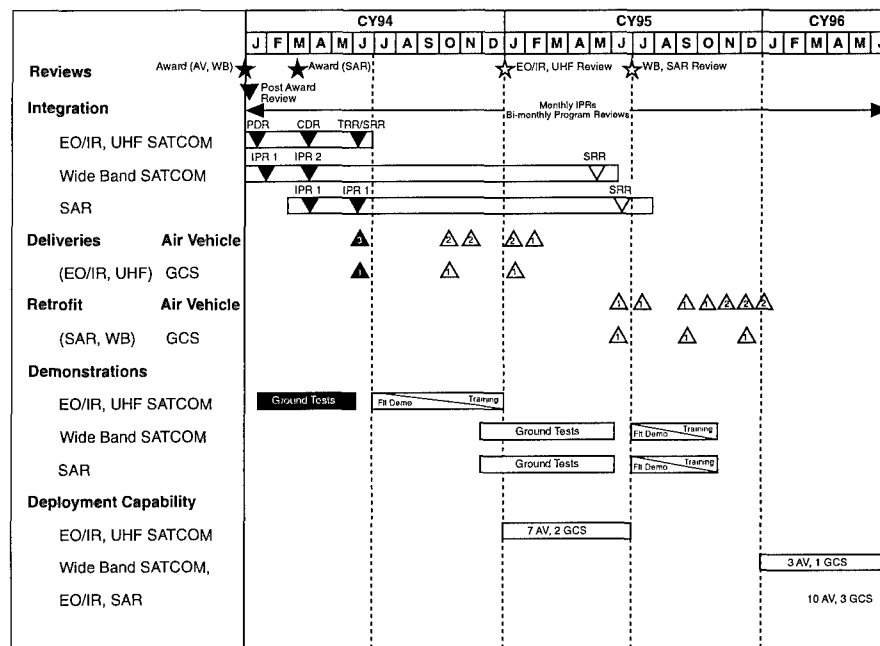 CY94 CY95 CY96
J F M A M J J A S O N D J F M A M J J A S O N D J F M A M J
Reviews Award (AV, WB) Award (SAR) EO/IR, UHF Review WB, SAR Review
Post Award
Review
Integration Monthly IPRs
Bi-monthly Program Reviews
PDR CDR TRR/SRR
EO/IR, UHF SATCOM
IPR 1 IPR 2 SRR
Wide Band SATCOM
IPR 1 IPR 1 SRR
SAR
Deliveries Air Vehicle 3 2 2 2 1
(EO/IR, UHF) GCS 1 1 1
Retrofit Air Vehicle 1 1 1 1 2 2 2
(SAR, WB) GCS 1 1 1
Demonstrations
EO/IR, UHF SATCOM Ground Tests Flt Demo Training
Wide Band SATCOM Ground Tests Flt Demo Training
SAR Ground Tests Flt Demo Training
Deployment Capability
EO/IR, UHF SATCOM 7 AV, 2 GCS
Wide Band SATCOM, 3 AV, 1 GCS
EO/IR, SAR 10 AV, 3 GCS